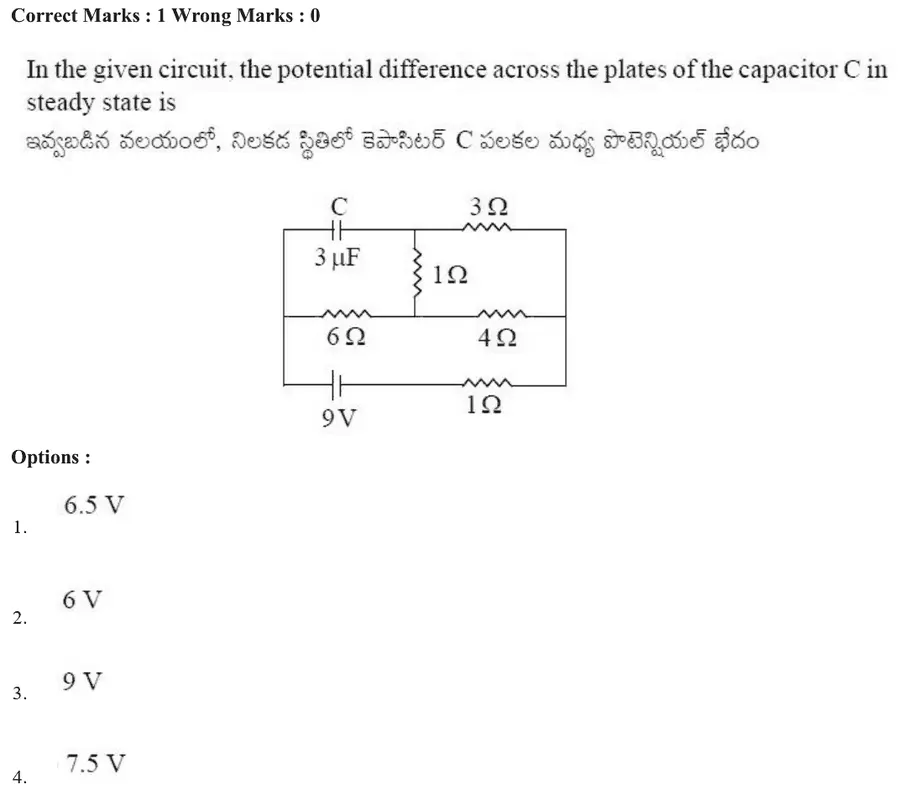 Correct Marks : 1 Wrong Marks : 0
In the given circuit, the potential difference across the plates of the capacitor C in
steady state is
ఇవ్వబడిన వలయంలో, నిలకడ స్థితిలో కెపాసిటర్ C పలకల మధ్య పొటెన్షియల్ భేదం
C
3 Ω
3 μF
1 Ω
6 Ω
4 Ω
9 V
1 Ω
Options :
6.5 V
1.
6 V
2.
9 V
3.
7.5 V
4.